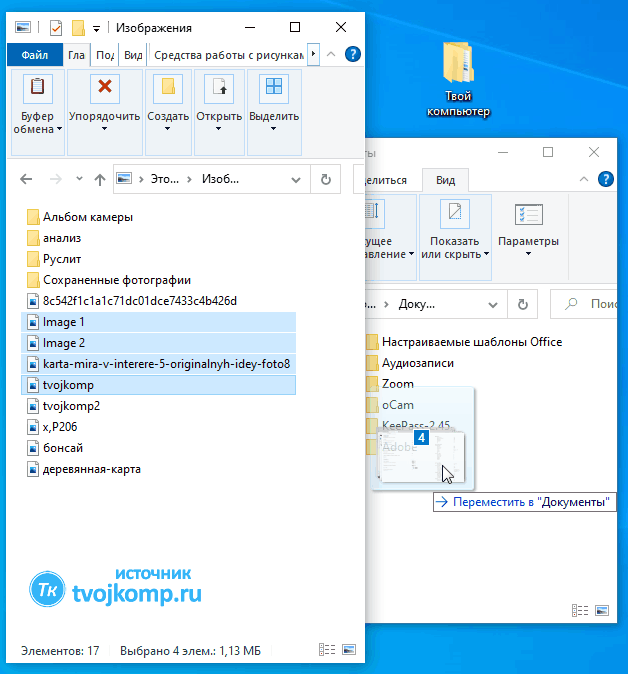 Изображения
Файл
Гла
Под
Вид
Средства работы с рисункам
Буфер обмена
Упорядочить
Создать
Открыть
Выделить
Это...
Изоб...
Альбом камеры
анализ
Руслит
Сохраненные фотографии
8c542f1c1a1c71dc01dce7433c4b426d
Image 1
Image 2
karta-mira-v-interere-5-originalnyh-idey-foto8
tvojkomp
tvojkomp2
x,P206
бонсай
деревянная-карта
Тк
источник
tvojkomp.ru
Элементов: 17
Выбрано 4 элем.: 1,13 МБ
Твой
компьютер
ты
елиться
Вид
ущее
авление
Показать
или скрыть
Параметры
Доку...
Поис
Настраиваемые шаблоны Office
Аудиозаписи
Zoom
oCam
KeePass-2.45
Adobe
4
Переместить в "Документы"